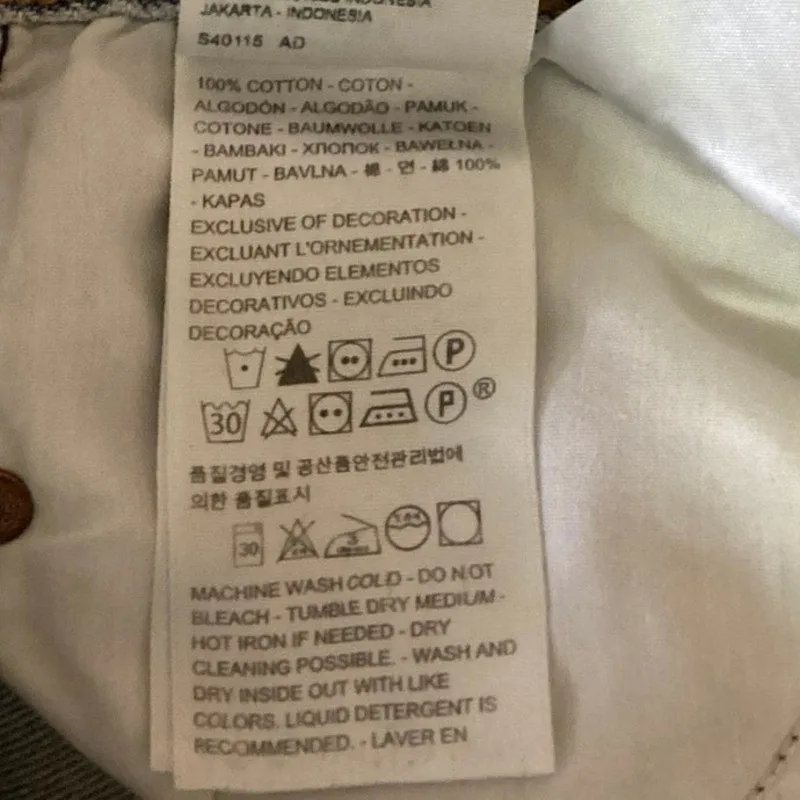 JAKARTA - INDONESIA
S40115 AD
100% COTTON - COTON -
ALGODÓN - ALGODÃO - PAMUK -
COTONE - BAUMWOLLE - KATOEN
- BAMBAKI - ХЛОПОК - BAWEŁNA -
PAMUT - BAVLNA - 棉 - 면 - 綿 100%
- KAPAS
EXCLUSIVE OF DECORATION -
EXCLUANT L'ORNEMENTATION -
EXCLUYENDO ELEMENTOS
DECORATIVOS - EXCLUINDO
DECORAÇÃO
P
30 P ®
품질경영 및 공산품안전관리법에
의한 품질표시
30 3
MACHINE WASH COLD - DO NOT
BLEACH - TUMBLE DRY MEDIUM -
HOT IRON IF NEEDED - DRY
CLEANING POSSIBLE. - WASH AND
DRY INSIDE OUT WITH LIKE
COLORS. LIQUID DETERGENT IS
RECOMMENDED. - LAVER EN